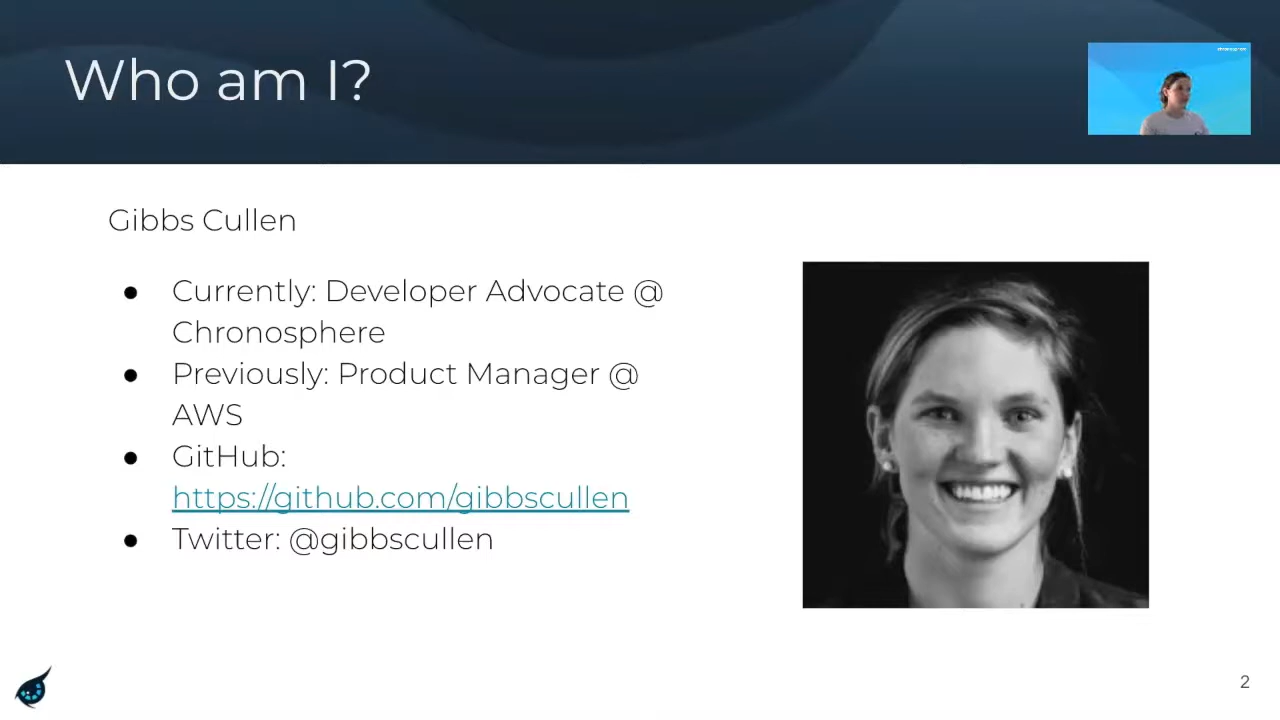 Who am I?
Gibbs Cullen
● Currently: Developer Advocate @
Chronosphere
● Previously: Product Manager @
AWS
● GitHub:
https://github.com/gibbscullen
● Twitter: @gibbscullen
2